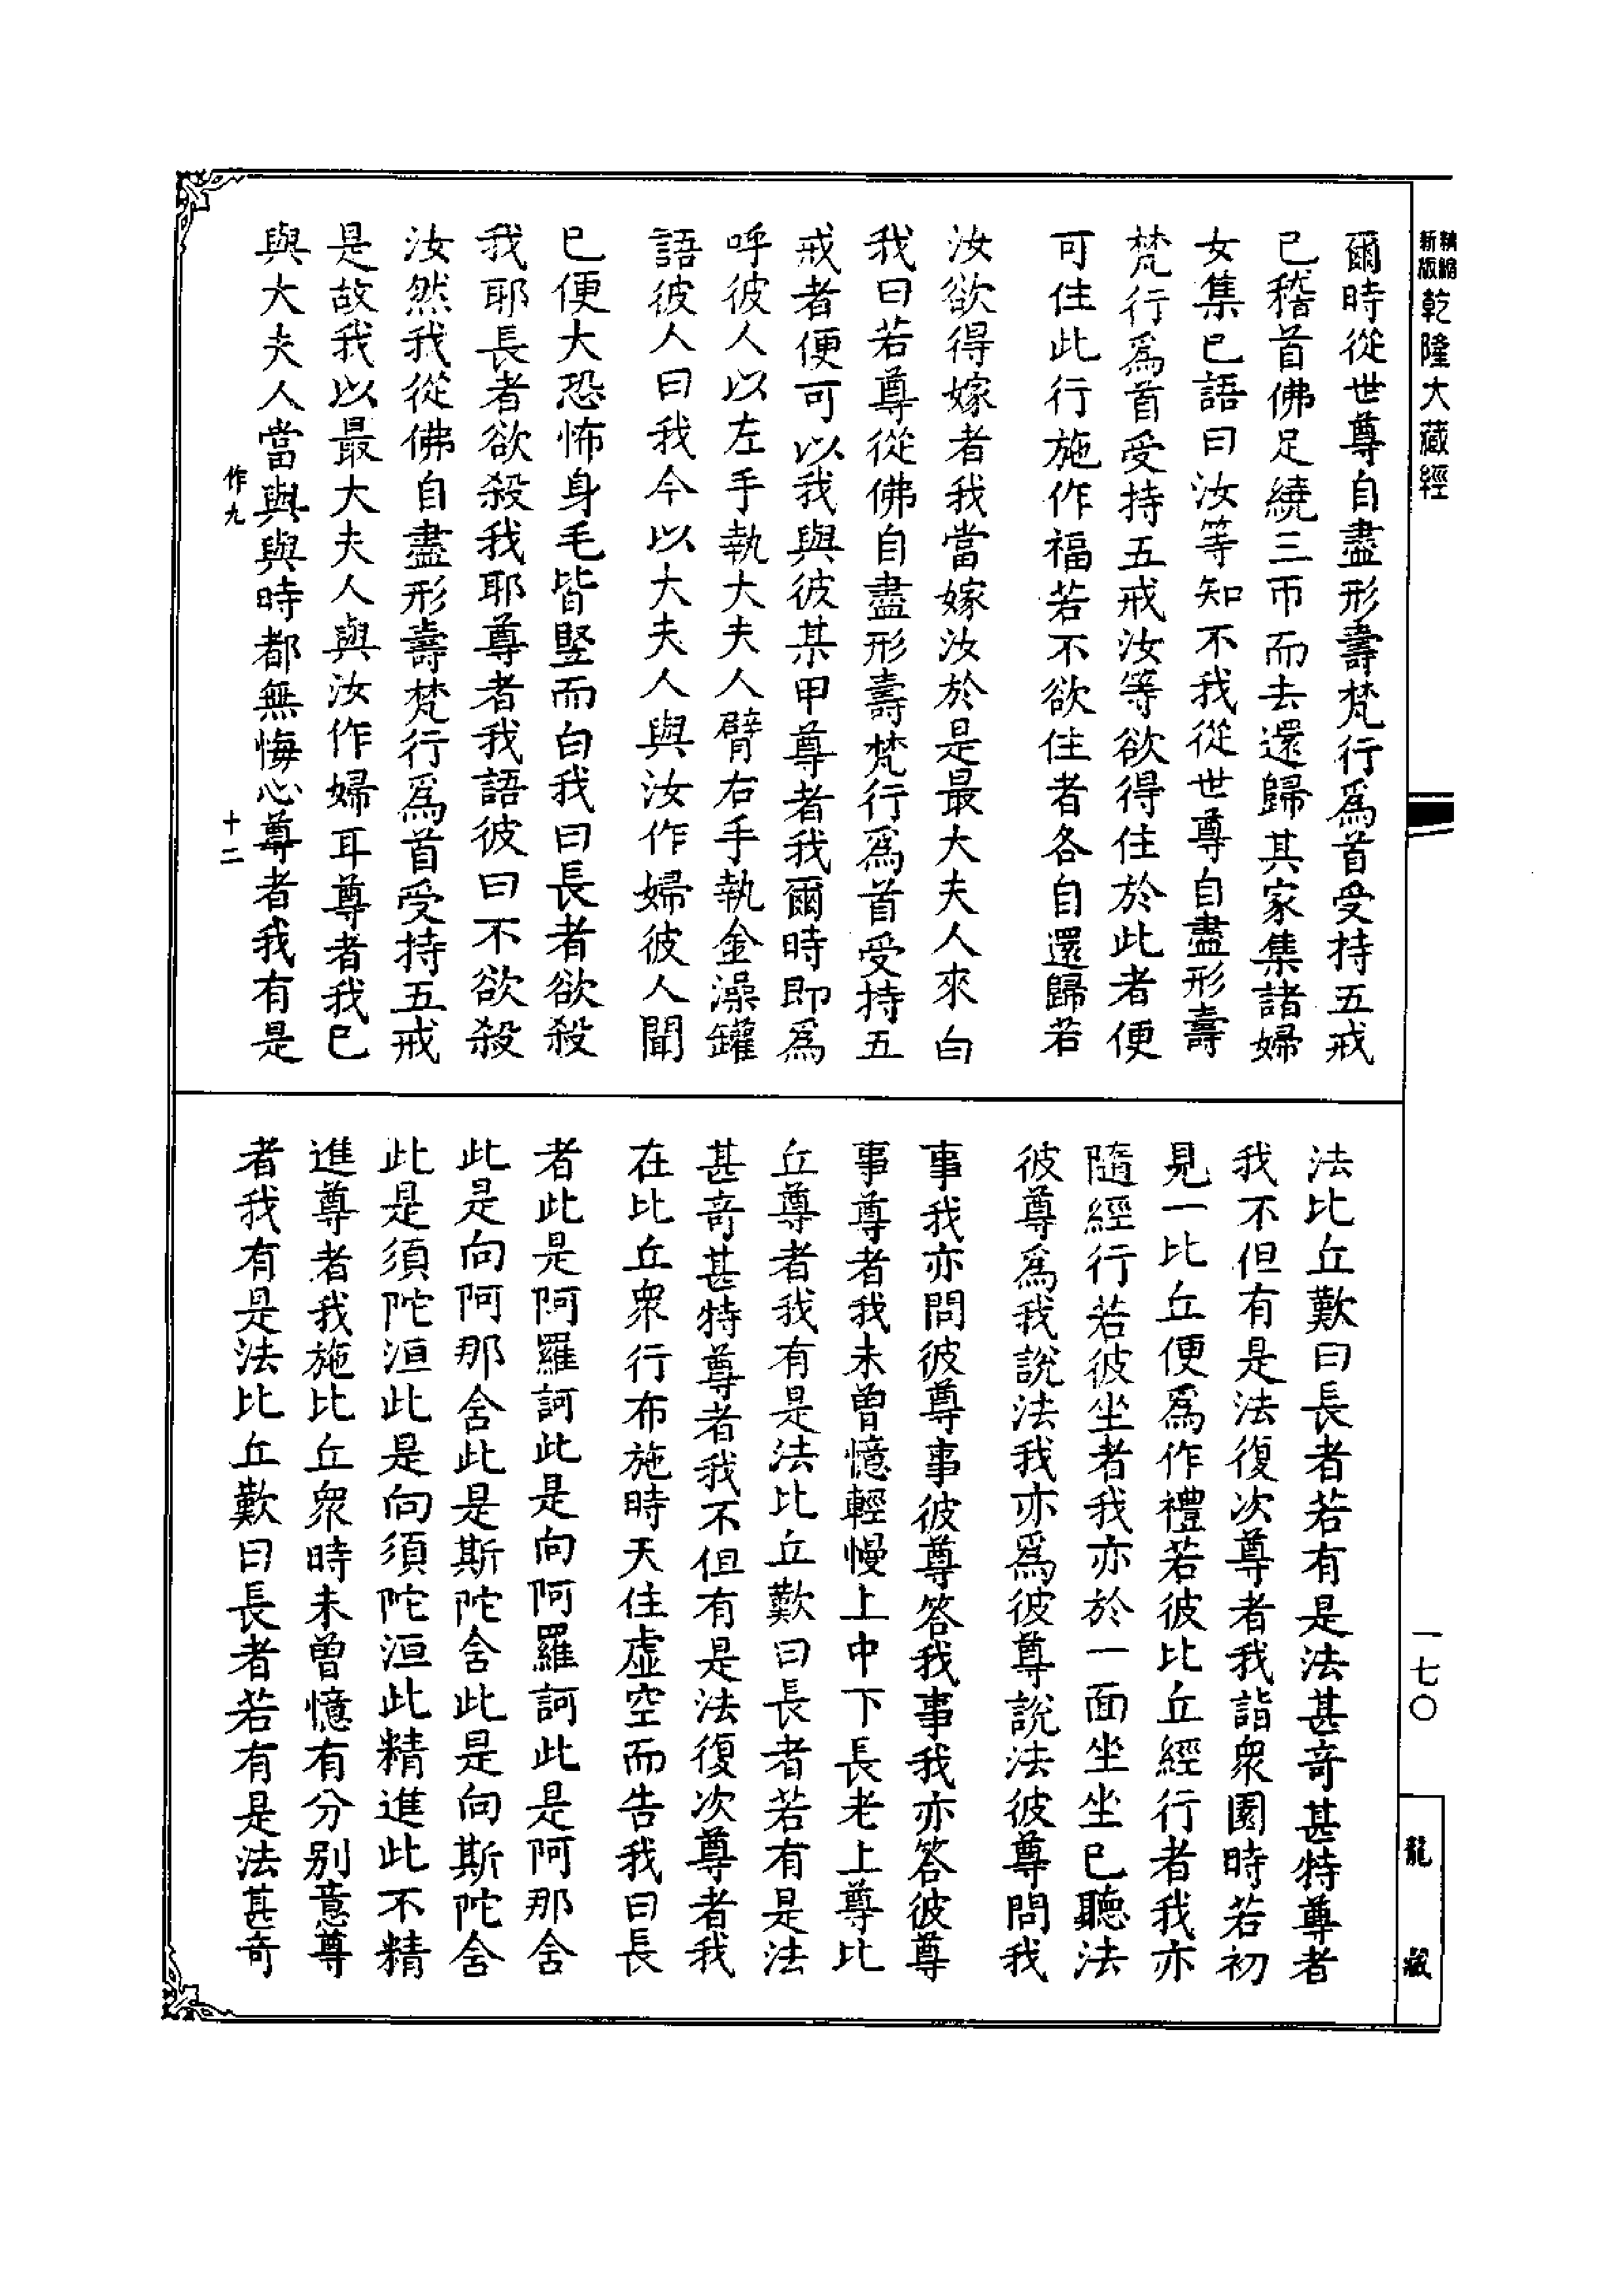 新版
精縮
乾隆大藏經
爾時從世尊自盡形壽梵行爲首受持五戒
已稽首佛足繞三帀而去還歸其家集諸婦
女集已語曰汝等知不我從世尊自盡形壽
梵行爲首受持五戒汝等欲得住於此者便
可住此行施作福若不欲住者各自還歸若
汝欲得嫁者我當嫁汝於是最大夫人來白
我曰若尊從佛自盡形壽梵行爲首受持五
戒者便可以我與彼某甲尊者我爾時即爲
呼彼人以左手執大夫人臂右手執金澡罐
語彼人曰我今以大夫人與汝作婦彼人聞
已便大恐怖身毛皆竪而白我曰長者欲殺
我耶長者欲殺我耶尊者我語彼曰不欲殺
汝然我從佛自盡形壽梵行爲首受持五戒
是故我以最大夫人與汝作婦耳尊者我已
與大夫人當與與時都無悔心尊者我有是
作九
十二
法比丘歎曰長者若有是法甚奇甚特尊者
我不但有是法復次尊者我詣衆園時若初
見一比丘便爲作禮若彼比丘經行者我亦
隨經行若彼坐者我亦於一面坐坐已聽法
彼尊爲我說法我亦爲彼尊說法彼尊問我
事我亦問彼尊事彼尊答我事我亦答彼尊
事尊者我未曾憶輕慢上中下長老上尊比
丘尊者我有是法比丘歎曰長者若有是法
甚奇甚特尊者我不但有是法復次尊者我
在比丘衆行布施時天住虛空而告我曰長
者此是阿羅訶此是向阿羅訶此是阿那含
此是向阿那含此是斯陀含此是向斯陀含
此是須陀洹此是向須陀洹此精進此不精
進尊者我施比丘衆時未曾憶有分別意尊
者我有是法比丘歎曰長者若有是法甚奇
一七〇
龍藏